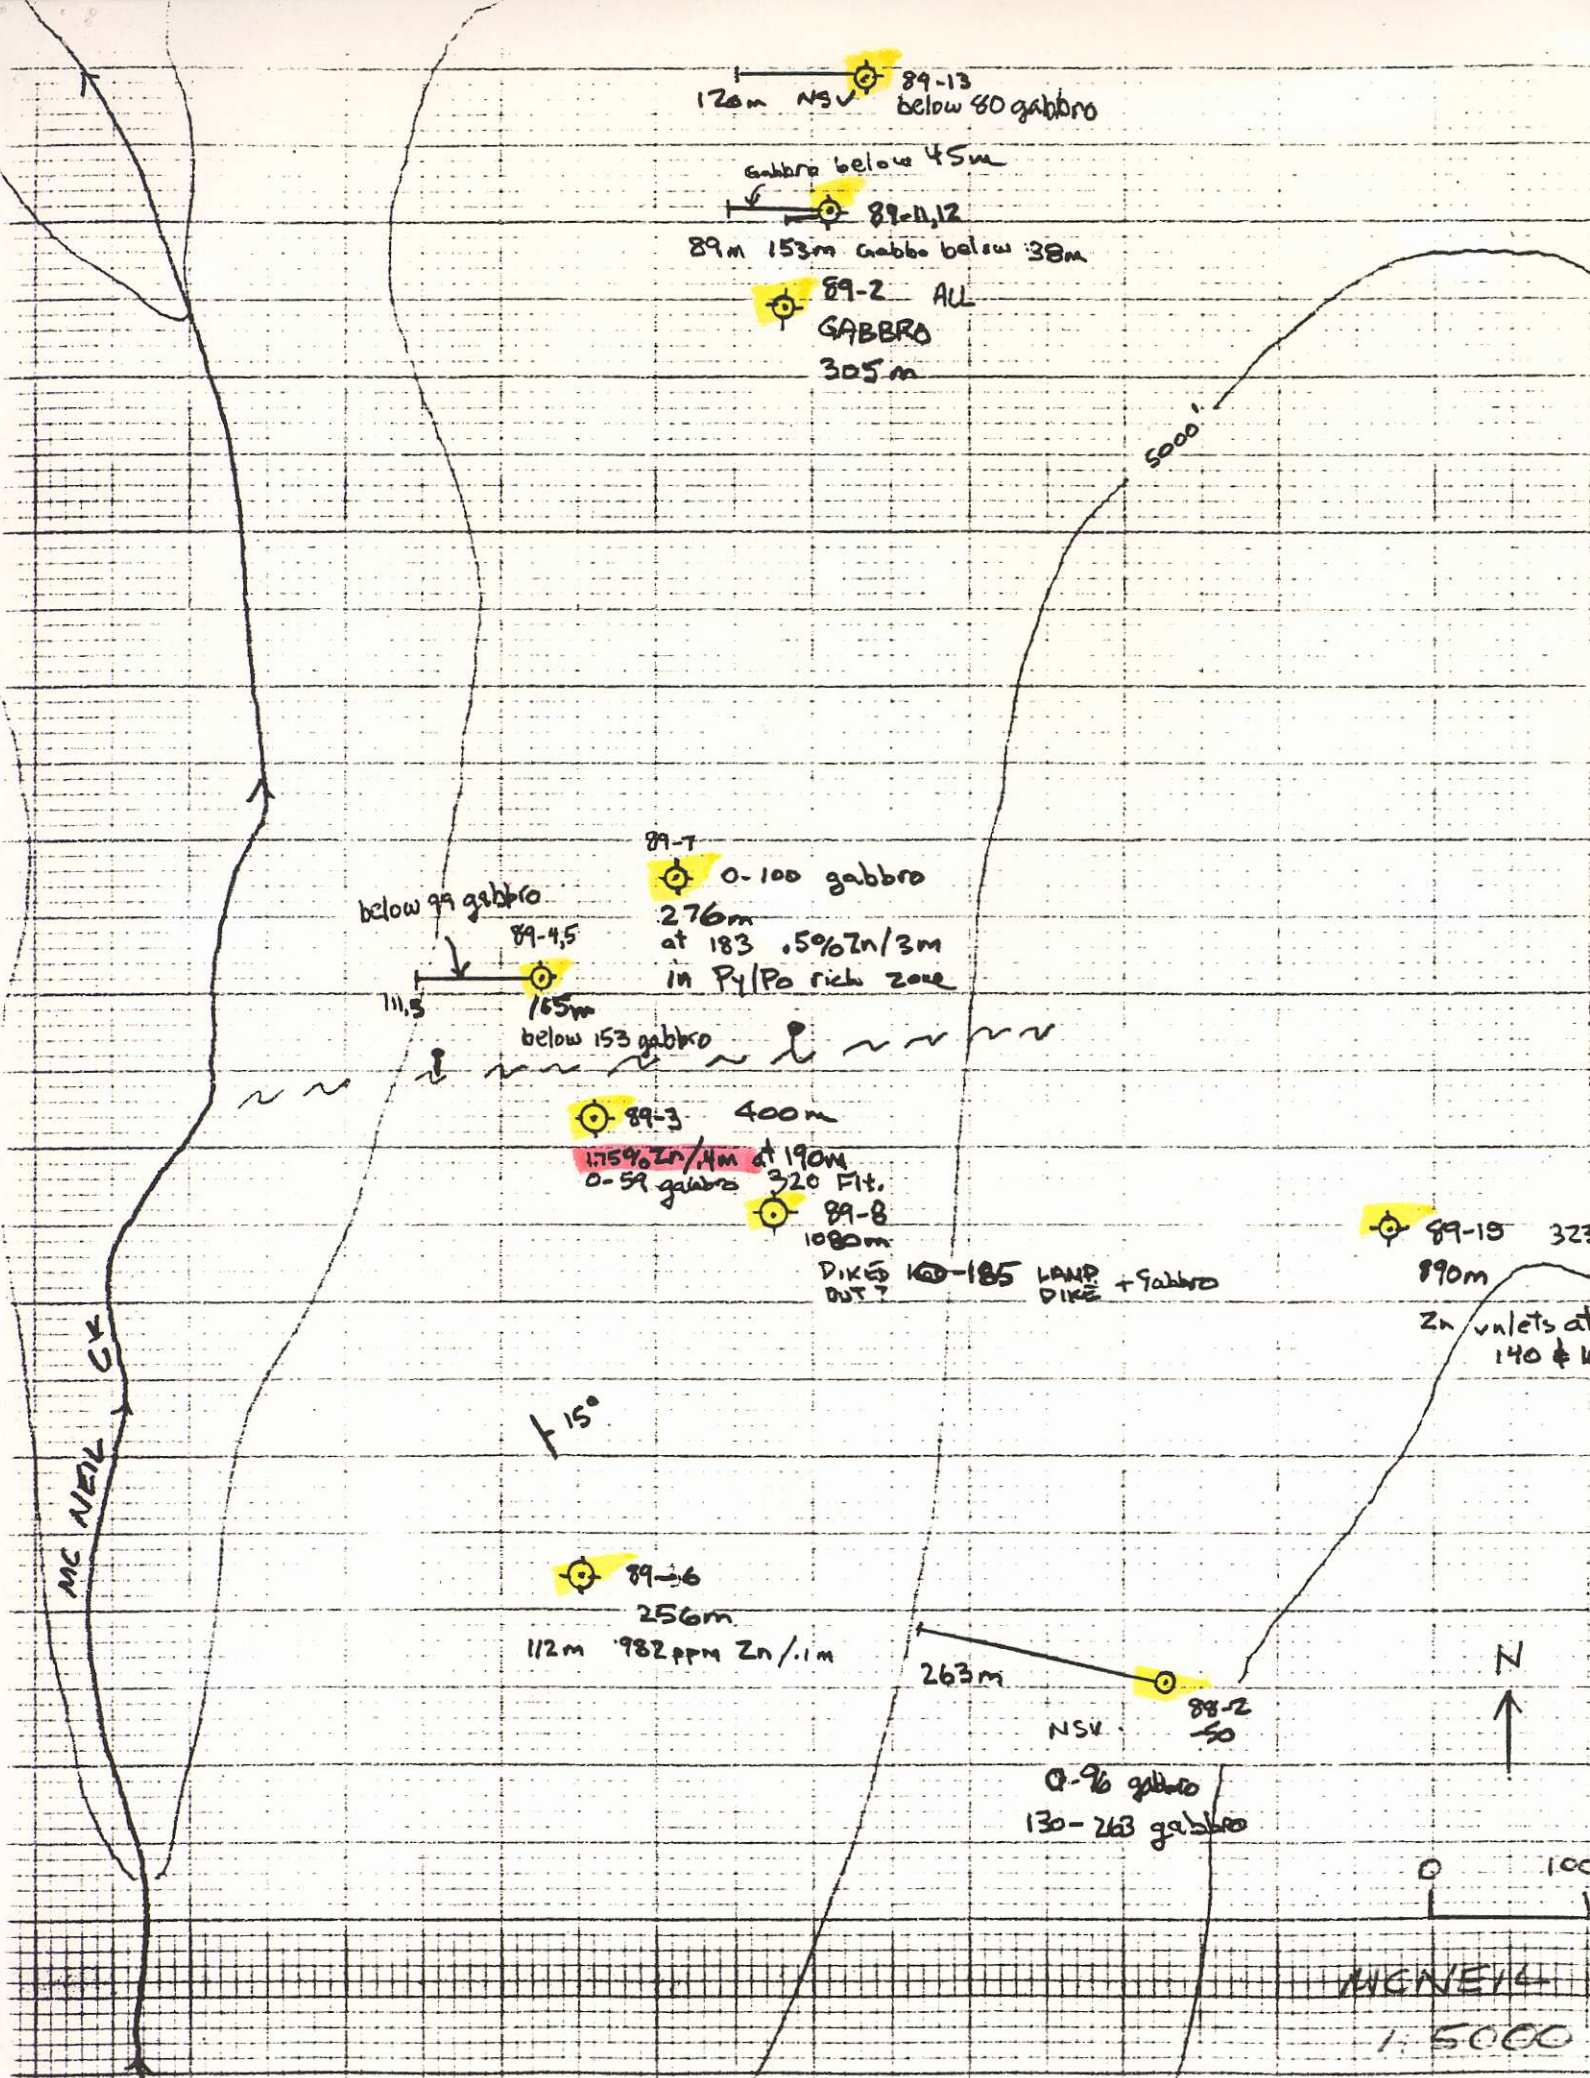 89-13
120m NSV
below 80 gabbro
Gabbro below 45m
89-11,12
89m 153m Gabbo below 38m
89-2 ALL
GABBRO
305m
5000'
89-7
0-100 gabbro
276m
at 183 .5%Zn/3m
in Py/Po rich zone
below 99 gabbro
89-4,5
111.5
165m
below 153 gabbro
89-3 400m
1.75%Zn/.4m at 190m
0-59 gabbro 320 Flt.
89-8
1080m
DIKED 160-185 LAMP. + gabbro
OUT? DIKE
89-15 323
890m
Zn vnlets at
140 &
MC NEIL CK
15°
89-6
256m
112m 982ppm Zn/.1m
263m
88-2
NSV -50
0-96 gabbro
130-263 gabbro
N
0 100
MCNEIL
1:5000